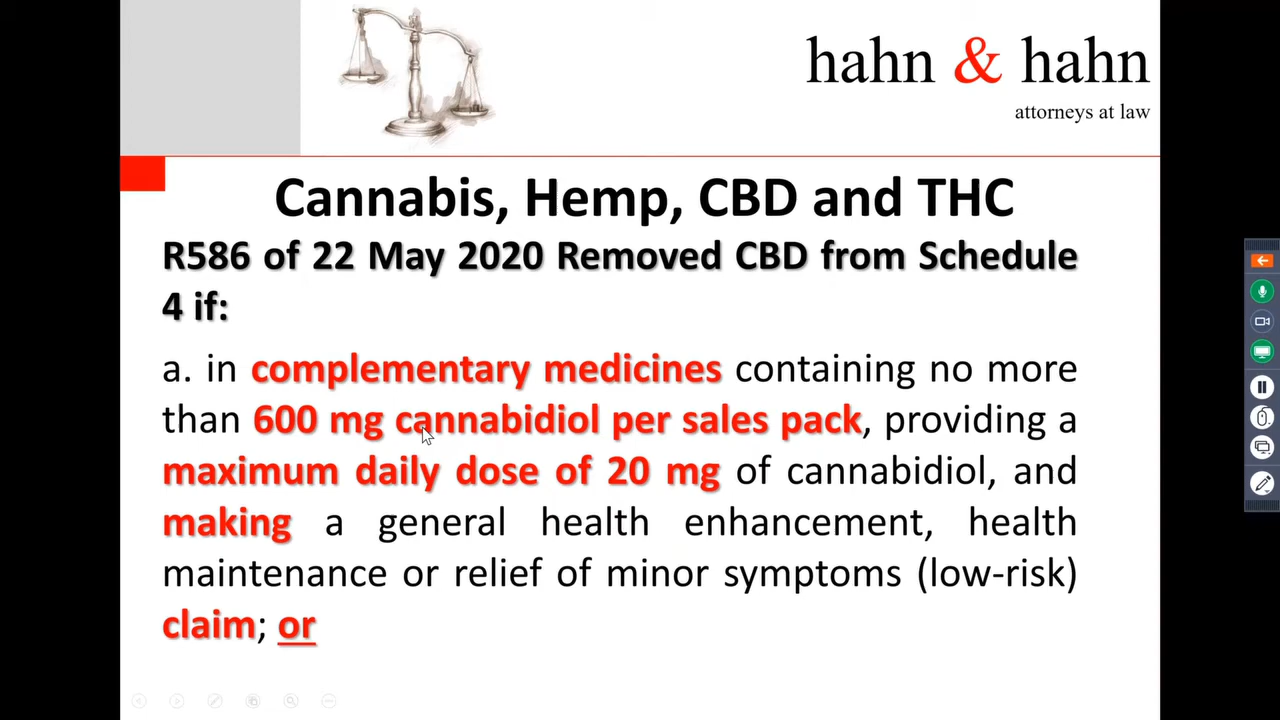 hahn & hahn
attorneys at law
Cannabis, Hemp, CBD and THC
R586 of 22 May 2020 Removed CBD from Schedule
4 if:
a. in complementary medicines containing no more
than 600 mg cannabidiol per sales pack, providing a
maximum daily dose of 20 mg of cannabidiol, and
making a general health enhancement, health
maintenance or relief of minor symptoms (low-risk)
claim; or